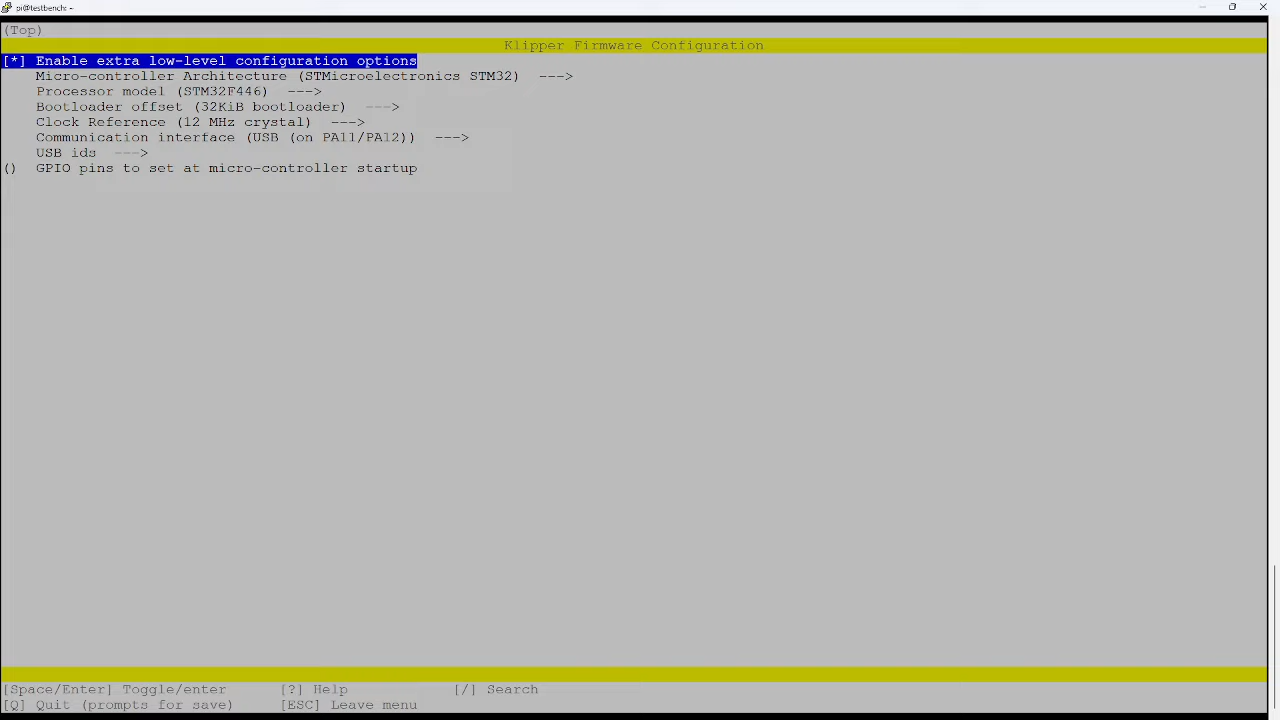 pi@testbench: ~
(Top)
Klipper Firmware Configuration
[*] Enable extra low-level configuration options
Micro-controller Architecture (STMicroelectronics STM32)  --->
Processor model (STM32F446)  --->
Bootloader offset (32KiB bootloader)  --->
Clock Reference (12 MHz crystal)  --->
Communication interface (USB (on PA11/PA12))  --->
USB ids  --->
() GPIO pins to set at micro-controller startup
[Space/Enter] Toggle/enter [?] Help [/] Search
[Q] Quit (prompts for save) [ESC] Leave menu